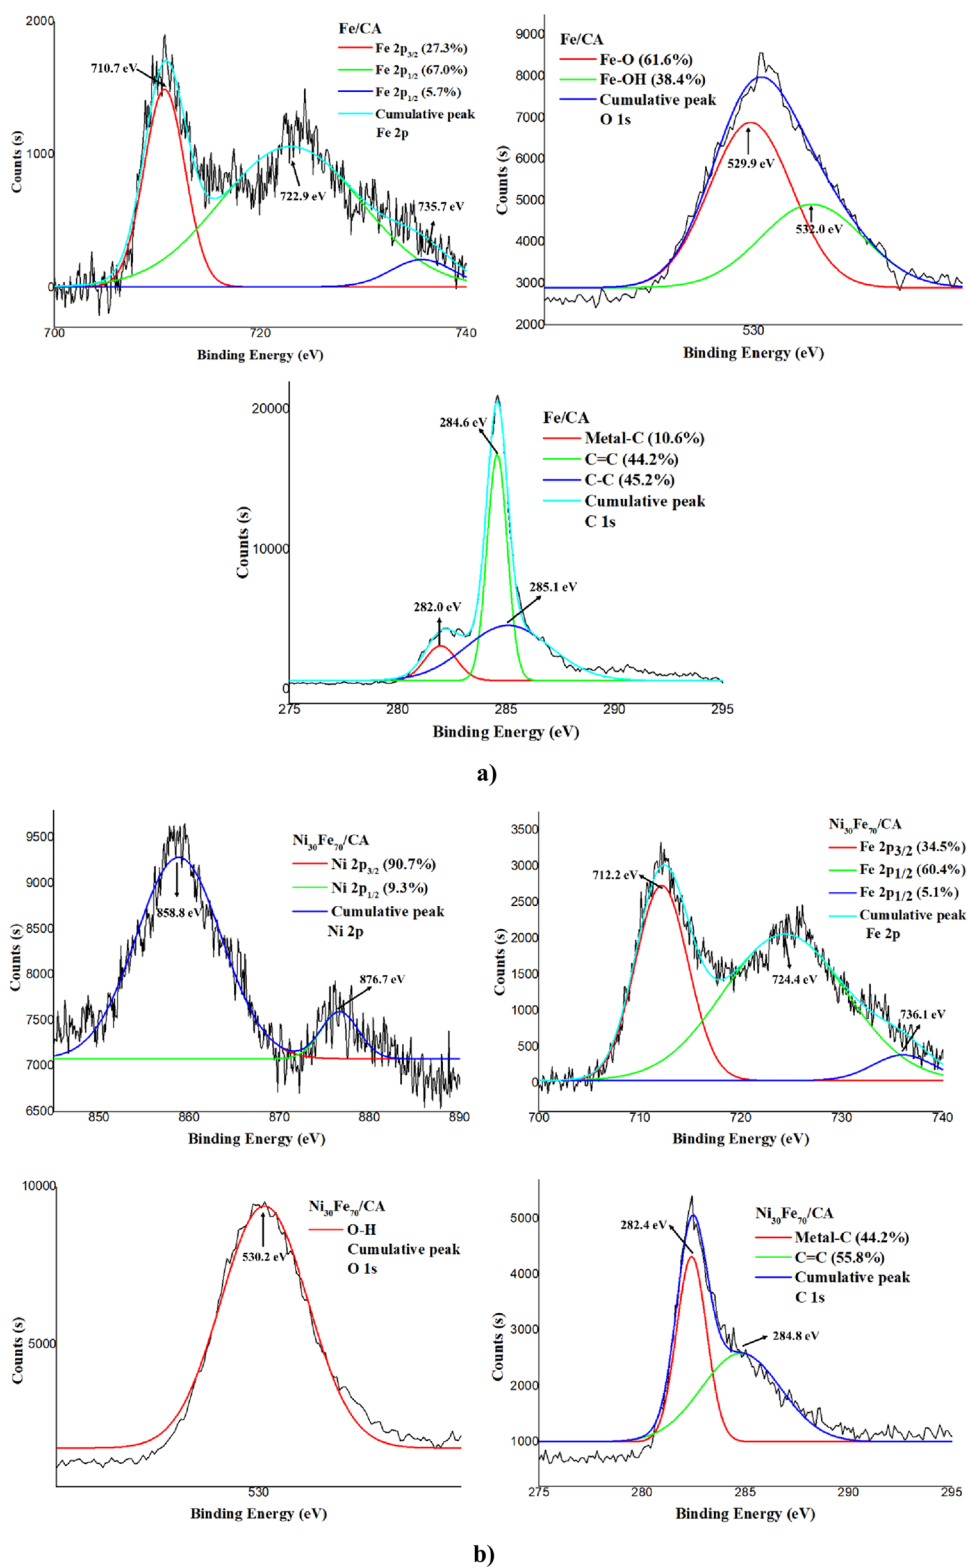 Fe/CA
Fe 2p3/2 (27.3%)
Fe 2p1/2 (67.0%)
Fe 2p1/2 (5.7%)
Cumulative peak
Fe 2p
710.7 eV
722.9 eV
735.7 eV
2000
1000
0
700
720
740
Counts (s)
Binding Energy (eV)
Fe/CA
Fe-O (61.6%)
Fe-OH (38.4%)
Cumulative peak
O 1s
529.9 eV
532.0 eV
9000
8000
7000
6000
5000
4000
3000
2000
530
Counts (s)
Binding Energy (eV)
Fe/CA
Metal-C (10.6%)
C=C (44.2%)
C-C (45.2%)
Cumulative peak
C 1s
284.6 eV
285.1 eV
282.0 eV
20000
10000
0
275
280
285
290
295
Counts (s)
Binding Energy (eV)
a)
Ni30Fe70/CA
Ni 2p3/2 (90.7%)
Ni 2p1/2 (9.3%)
Cumulative peak
Ni 2p
858.8 eV
876.7 eV
9500
9000
8500
8000
7500
7000
6500
850
860
870
880
890
Counts (s)
Binding Energy (eV)
Ni30Fe70/CA
Fe 2p3/2 (34.5%)
Fe 2p1/2 (60.4%)
Fe 2p1/2 (5.1%)
Cumulative peak
Fe 2p
712.2 eV
724.4 eV
736.1 eV
3500
3000
2500
2000
1500
1000
500
0
700
710
720
730
740
Counts (s)
Binding Energy (eV)
Ni30Fe70/CA
O-H
Cumulative peak
O 1s
530.2 eV
10000
5000
530
Counts (s)
Binding Energy (eV)
Ni30Fe70/CA
Metal-C (44.2%)
C=C (55.8%)
Cumulative peak
C 1s
282.4 eV
284.8 eV
5000
4000
3000
2000
1000
275
280
285
290
295
Counts (s)
Binding Energy (eV)
b)